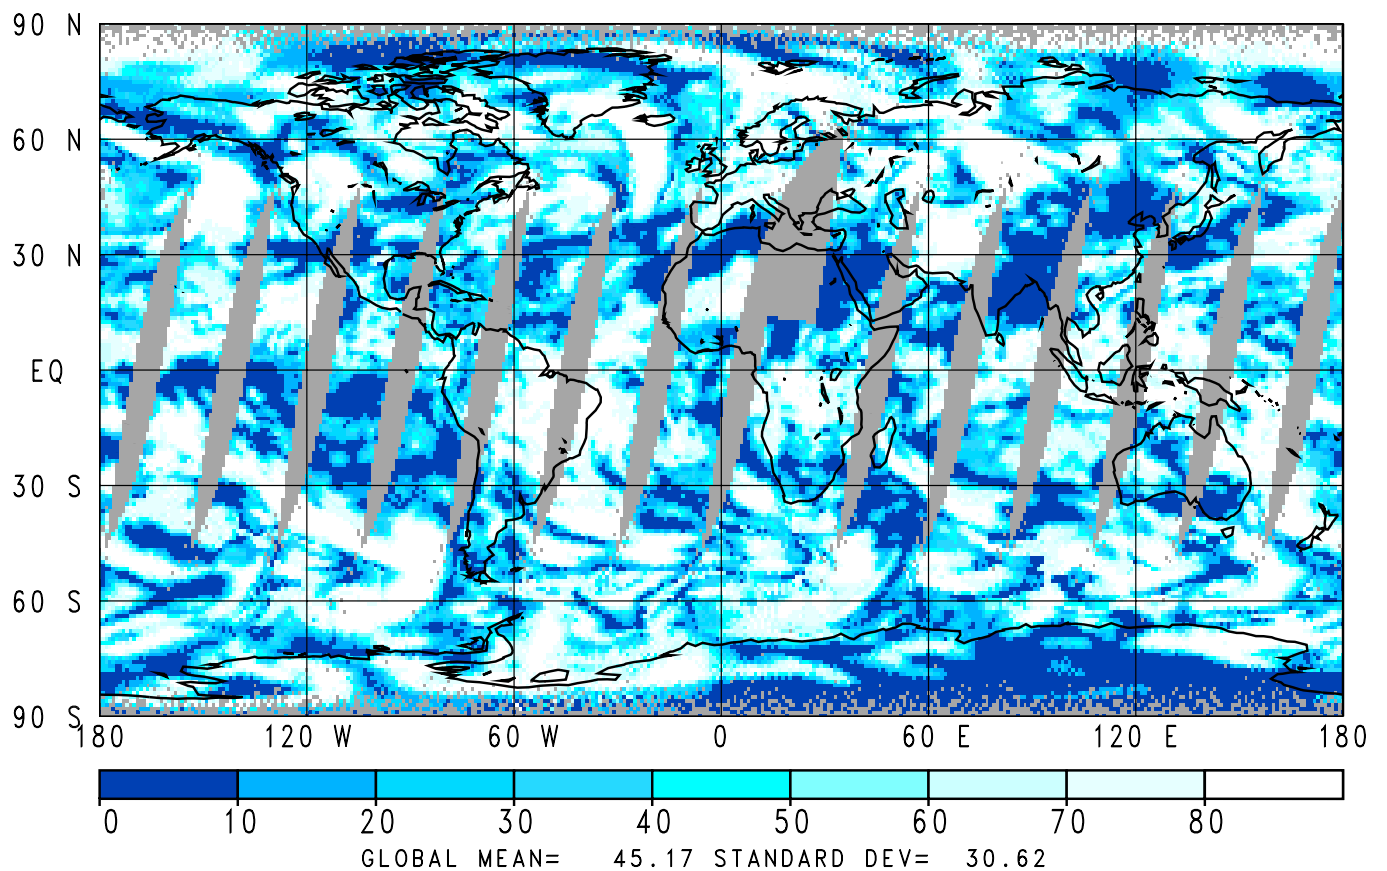 90 N
60 N
30 N
EQ
30 S
60 S
90 S
180 120 W 60 W 0 60 E 120 E 180
0 10 20 30 40 50 60 70 80
GLOBAL MEAN= 45.17 STANDARD DEV= 30.62